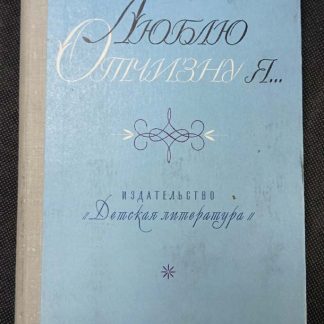 Люблю
Отчизну я...
ИЗДАТЕЛЬСТВО
"Детская литература"